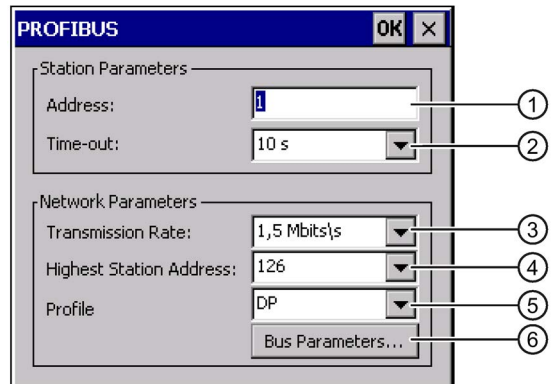 PROFIBUS OK ×
Station Parameters
Address: 1 ①
Time-out: 10 s ②
Network Parameters
Transmission Rate: 1,5 Mbits\s ③
Highest Station Address: 126 ④
Profile DP ⑤
Bus Parameters... ⑥